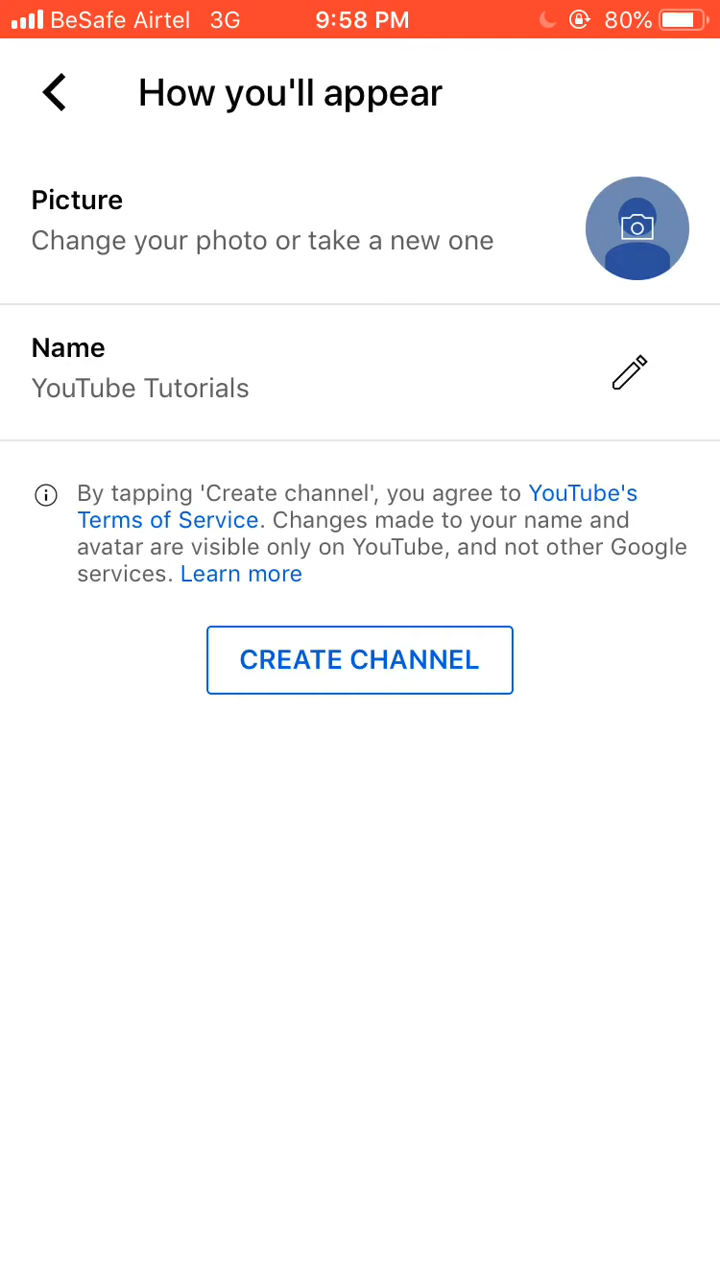 BeSafe Airtel 3G 9:58 PM 80%
How you'll appear
Picture
Change your photo or take a new one
Name
YouTube Tutorials
By tapping 'Create channel', you agree to YouTube's
Terms of Service. Changes made to your name and
avatar are visible only on YouTube, and not other Google
services. Learn more
CREATE CHANNEL